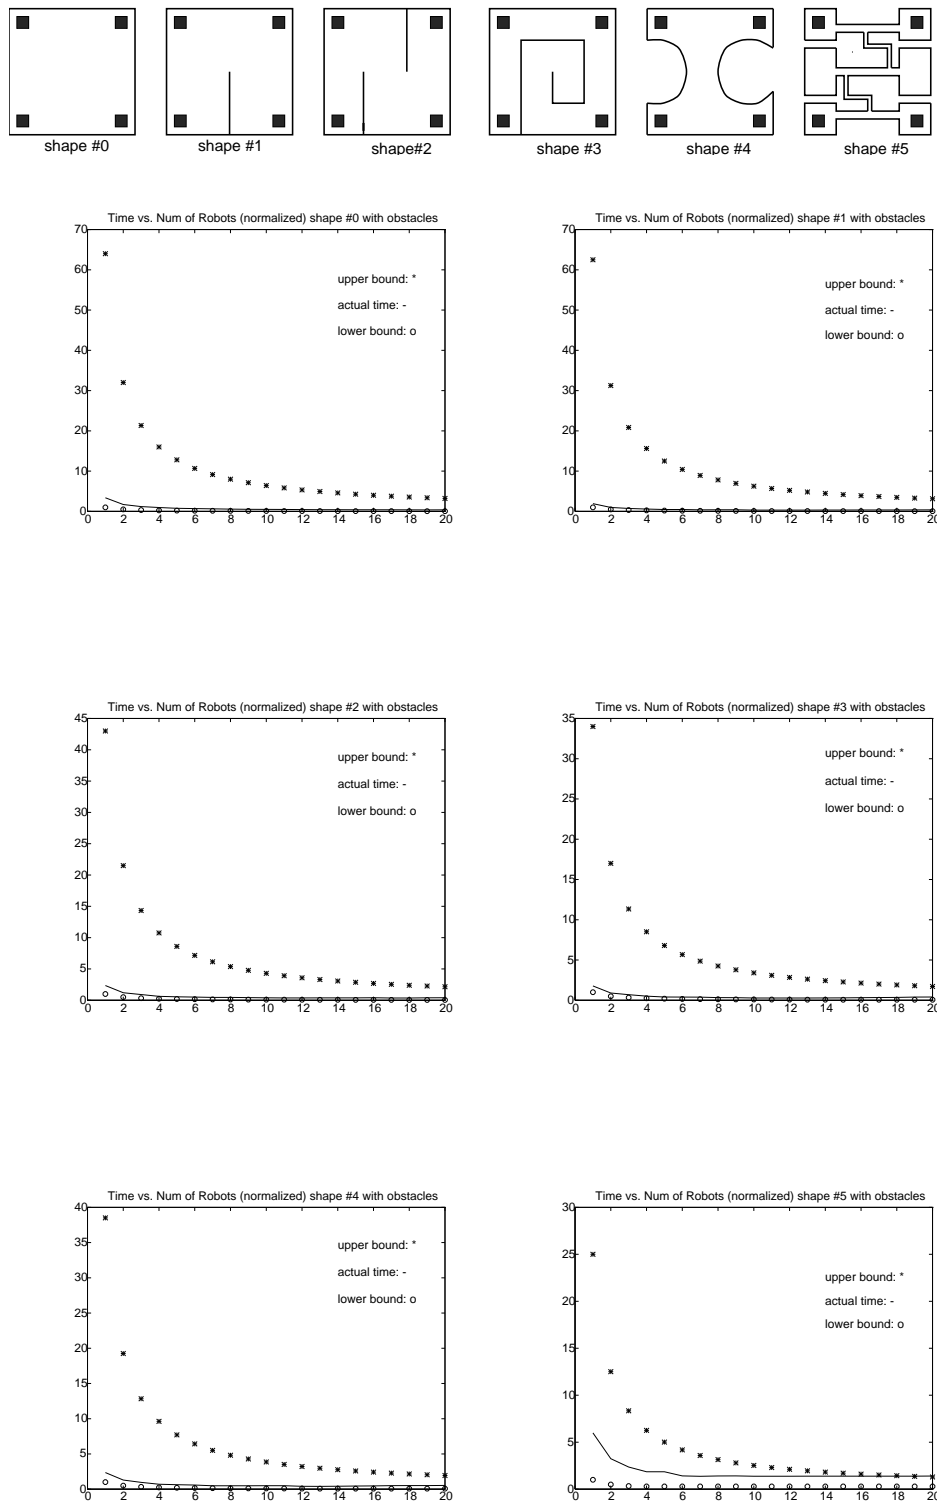 shape #0
shape #1
shape#2
shape #3
shape #4
shape #5
Time vs. Num of Robots (normalized) shape #0 with obstacles
70
60
50
40
30
20
10
0
upper bound: *
actual time: -
lower bound: o
0 2 4 6 8 10 12 14 16 18 20
Time vs. Num of Robots (normalized) shape #1 with obstacles
70
60
50
40
30
20
10
0
upper bound: *
actual time: -
lower bound: o
0 2 4 6 8 10 12 14 16 18 20
Time vs. Num of Robots (normalized) shape #2 with obstacles
45
40
35
30
25
20
15
10
5
0
upper bound: *
actual time: -
lower bound: o
0 2 4 6 8 10 12 14 16 18 20
Time vs. Num of Robots (normalized) shape #3 with obstacles
35
30
25
20
15
10
5
0
upper bound: *
actual time: -
lower bound: o
0 2 4 6 8 10 12 14 16 18 20
Time vs. Num of Robots (normalized) shape #4 with obstacles
40
35
30
25
20
15
10
5
0
upper bound: *
actual time: -
lower bound: o
0 2 4 6 8 10 12 14 16 18 20
Time vs. Num of Robots (normalized) shape #5 with obstacles
30
25
20
15
10
5
0
upper bound: *
actual time: -
lower bound: o
0 2 4 6 8 10 12 14 16 18 20